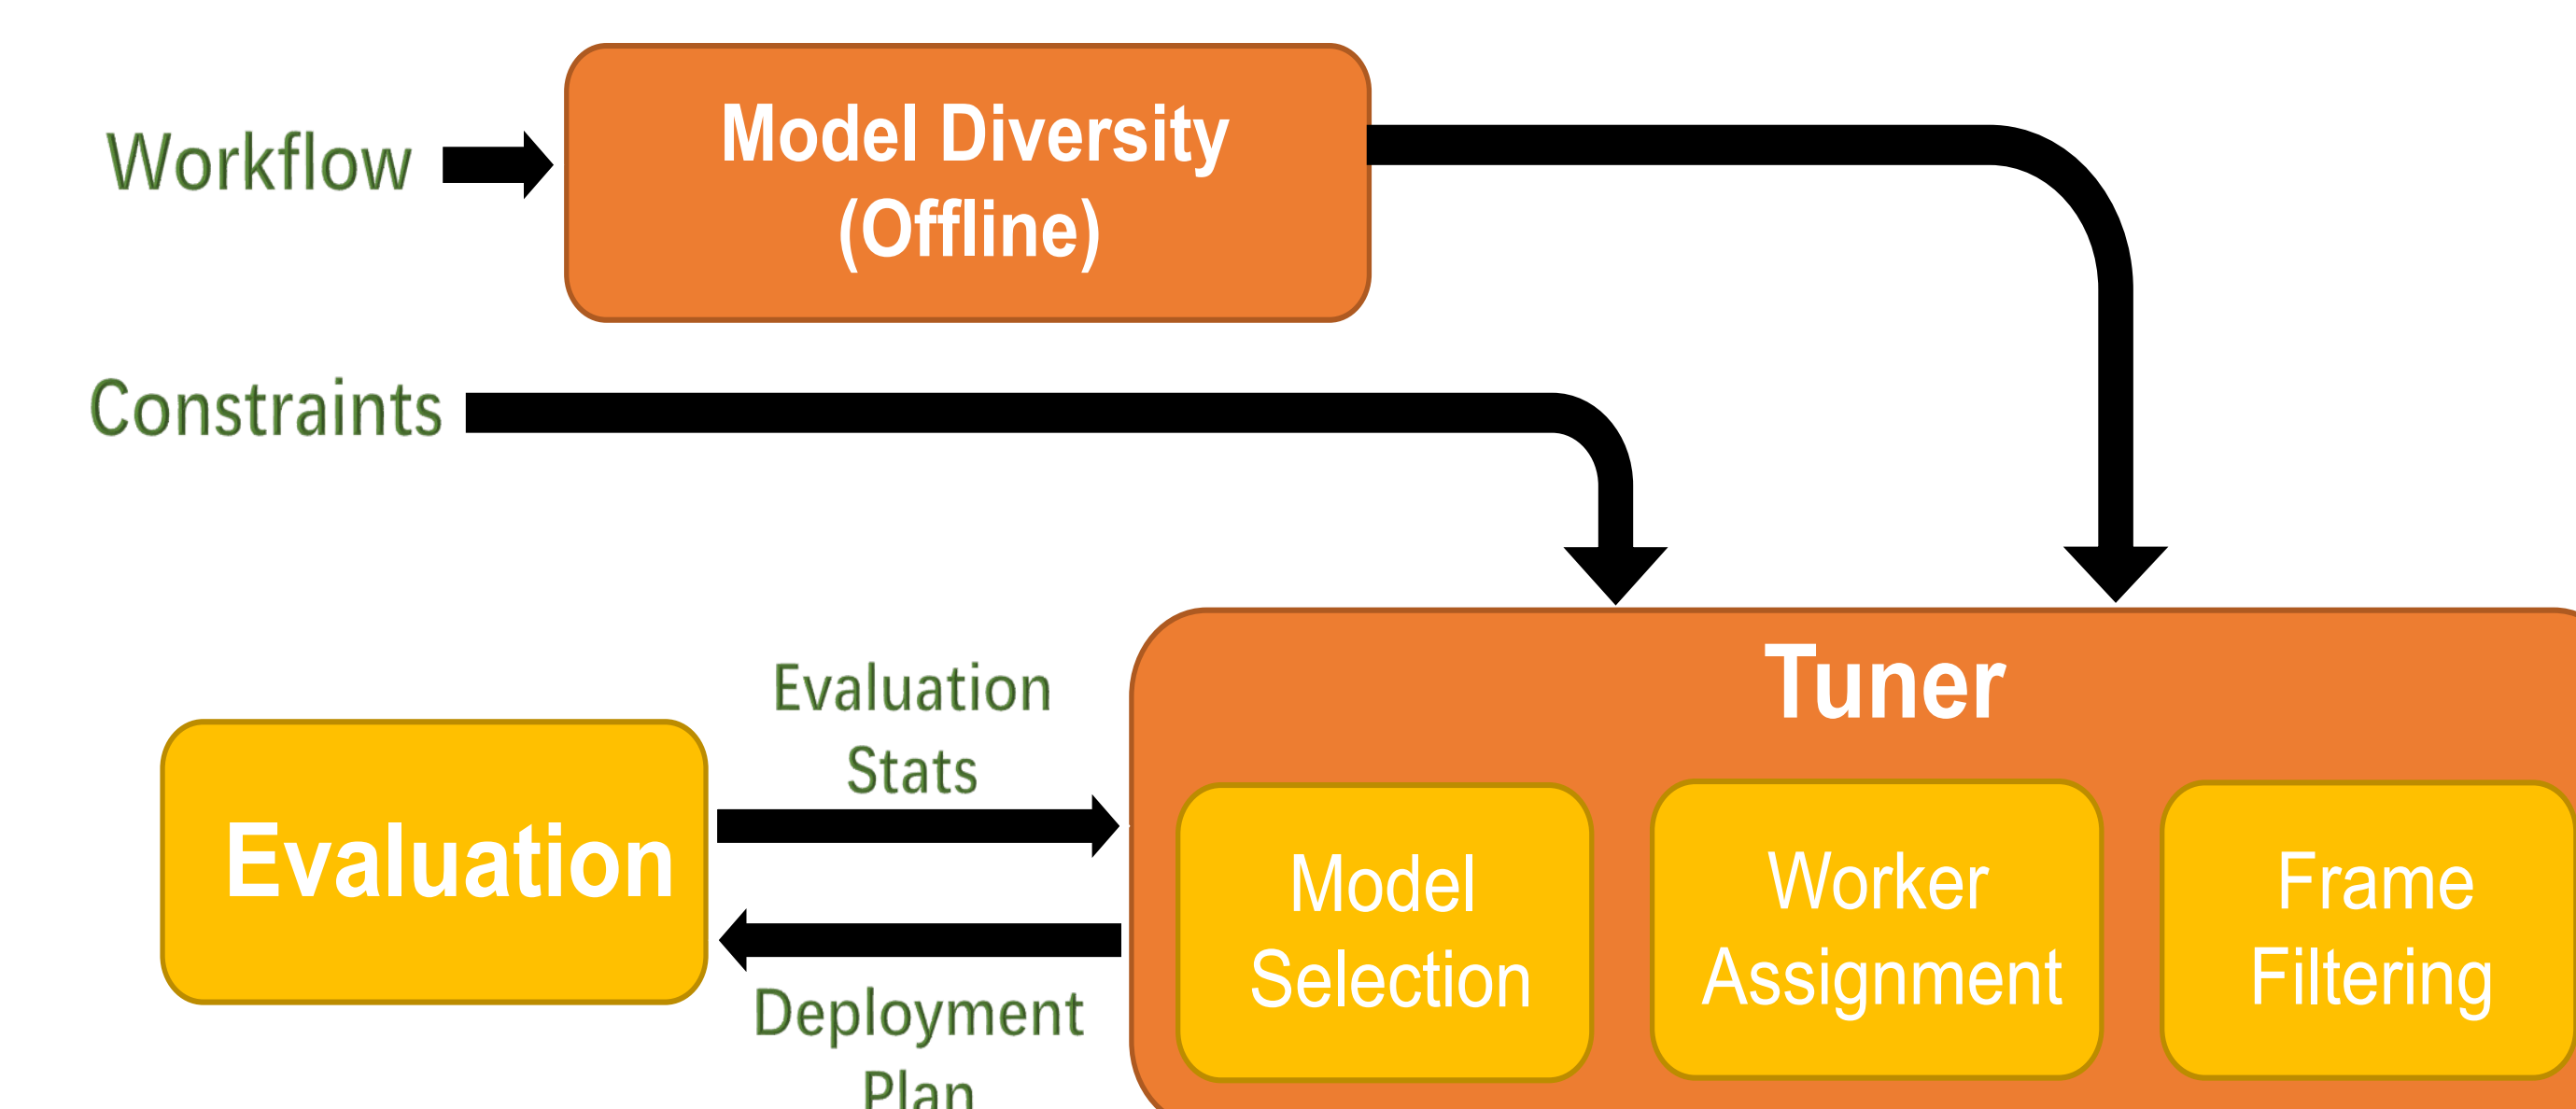 Workflow
Model Diversity
(Offline)
Constraints
Tuner
Evaluation
Stats
Evaluation
Deployment
Plan
Model
Selection
Worker
Assignment
Frame
Filtering